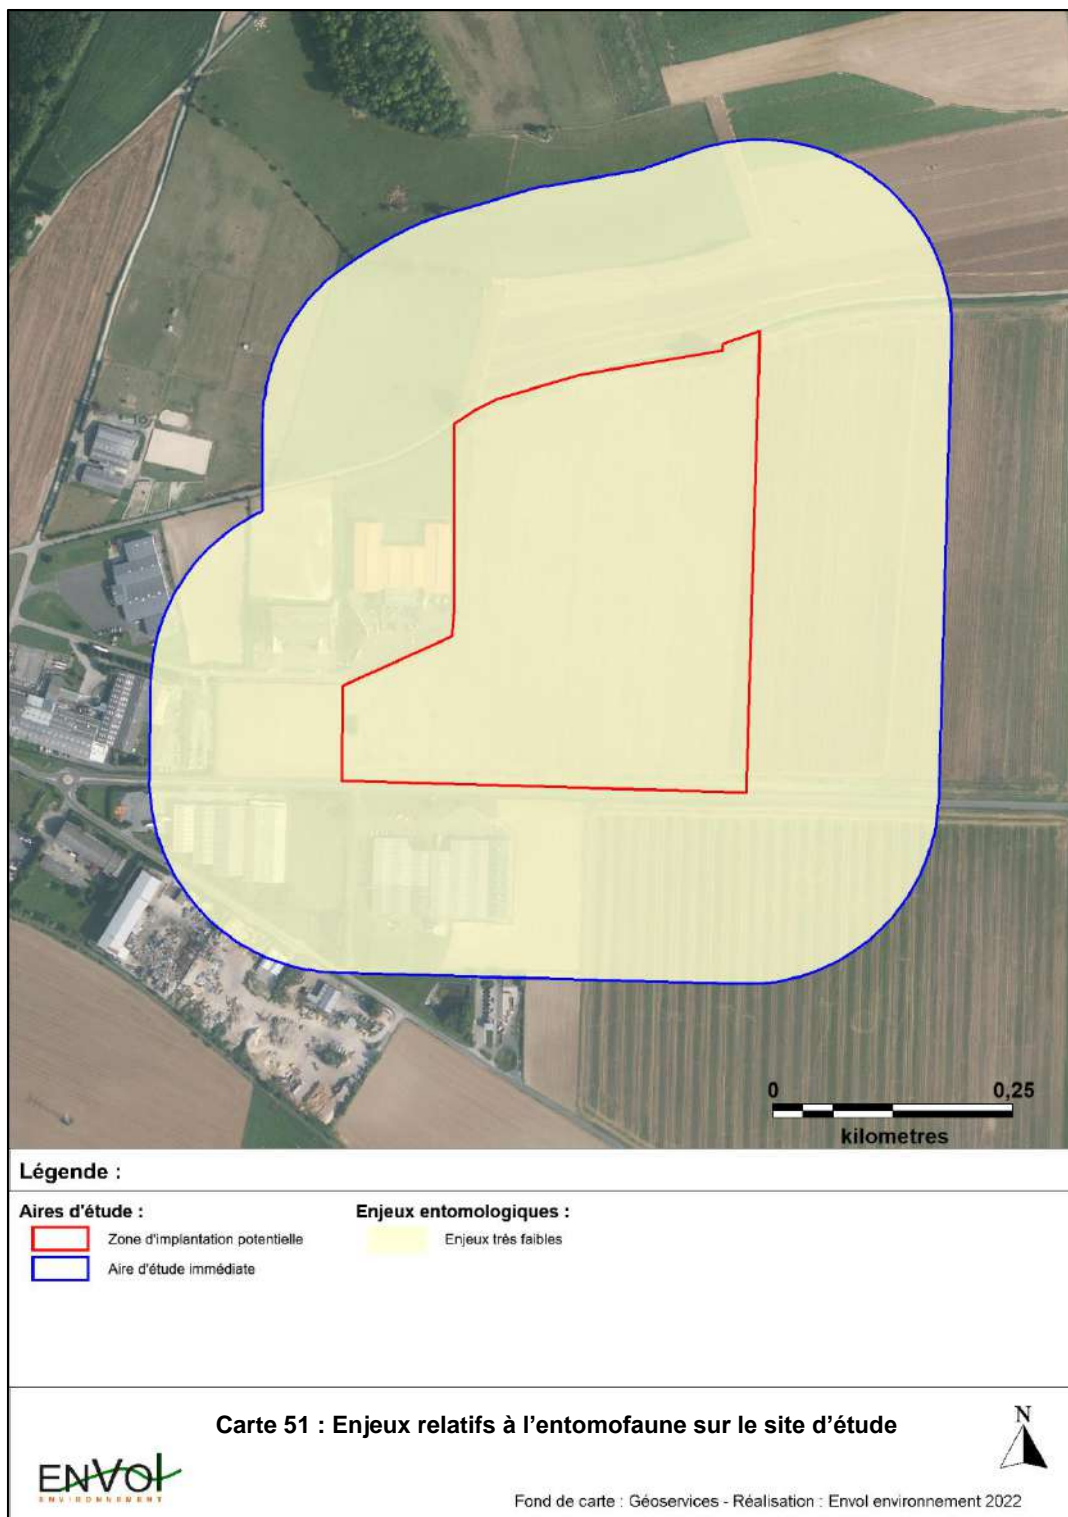 0 0,25
kilometres
Légende :
Aires d'étude : Enjeux entomologiques :
Zone d'implantation potentielle Enjeux très faibles
Aire d'étude immédiate
Carte 51 : Enjeux relatifs à l'entomofaune sur le site d'étude
N
ENVOL
ENVIRONNEMENT
Fond de carte : Géoservices - Réalisation : Envol environnement 2022